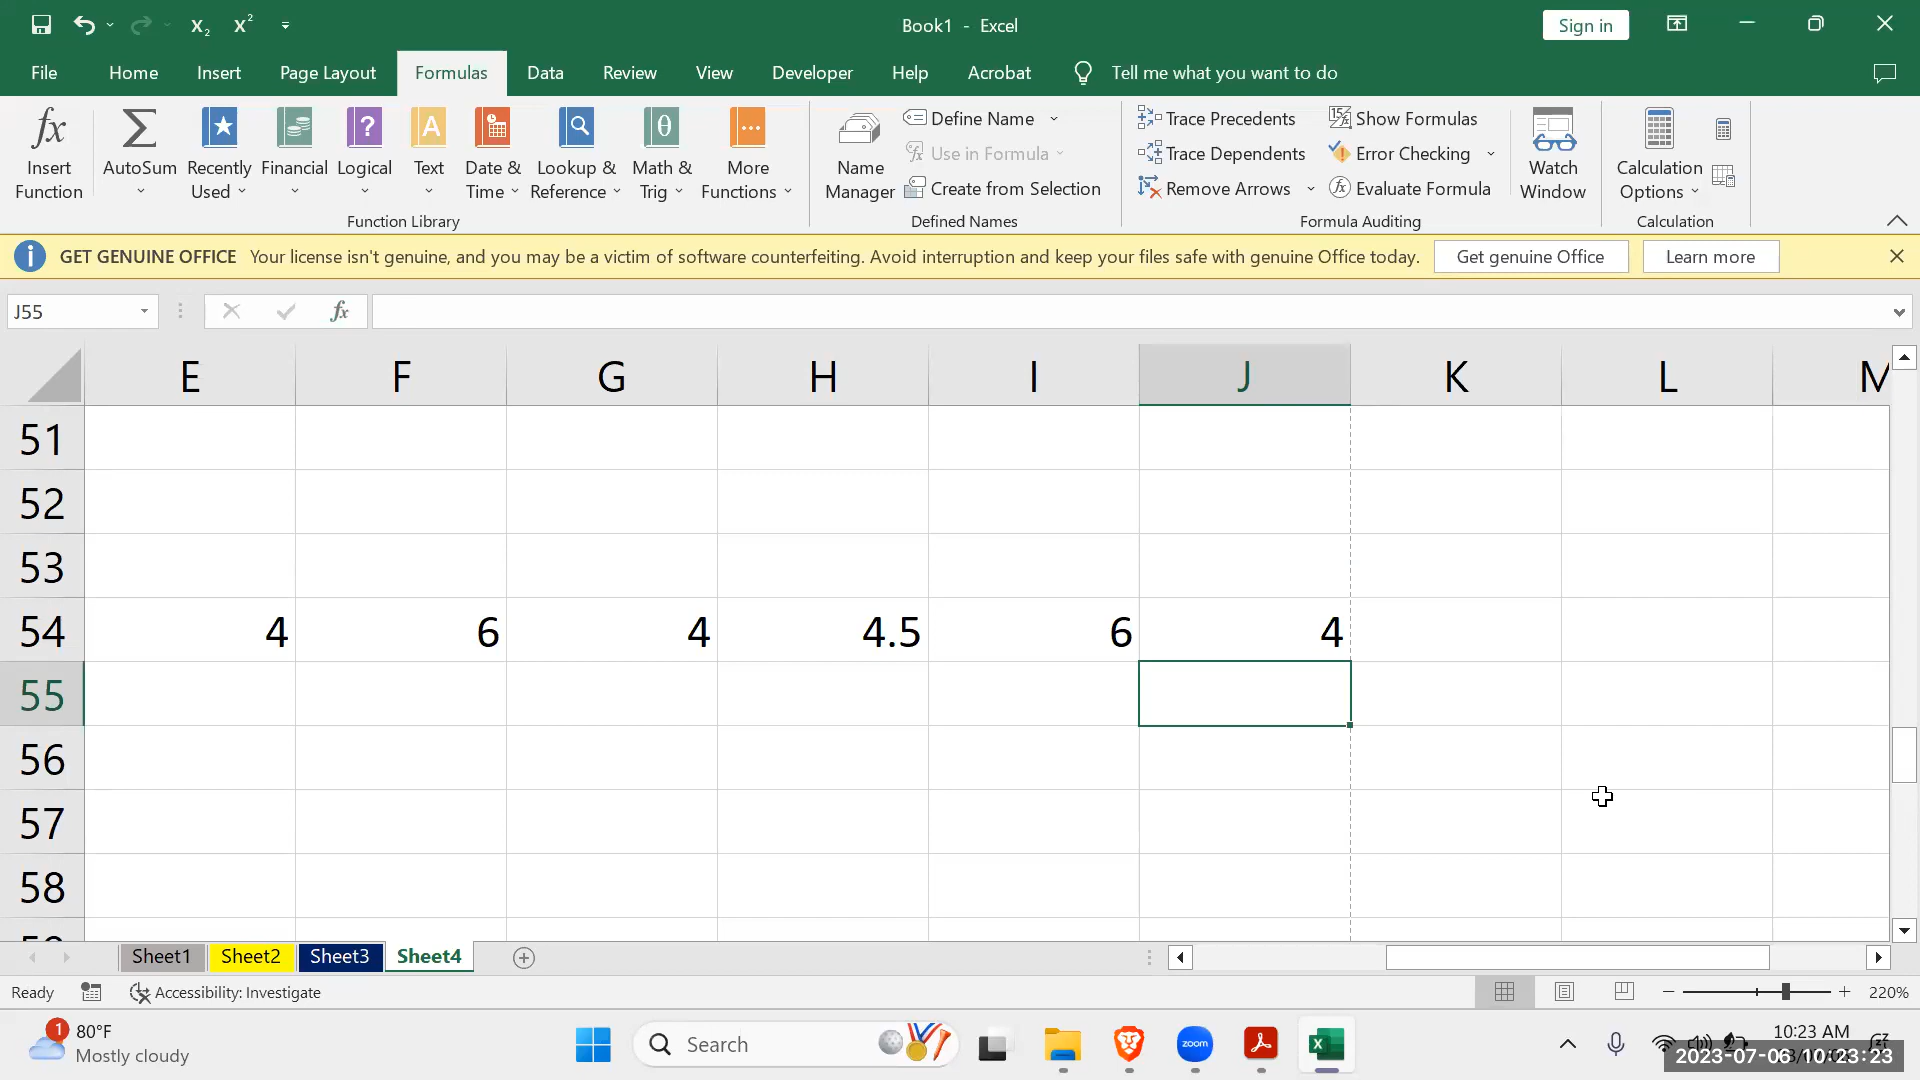 Book1 - Excel
Sign in
File Home Insert Page Layout Formulas Data Review View Developer Help Acrobat Tell me what you want to do
Insert Function
AutoSum
Recently Used
Financial
Logical
Text
Date & Time
Lookup & Reference
Math & Trig
More Functions
Function Library
Name Manager
Define Name
Use in Formula
Create from Selection
Defined Names
Trace Precedents
Trace Dependents
Remove Arrows
Show Formulas
Error Checking
Evaluate Formula
Formula Auditing
Watch Window
Calculation Options
Calculation
GET GENUINE OFFICE Your license isn't genuine, and you may be a victim of software counterfeiting. Avoid interruption and keep your files safe with genuine Office today. Get genuine Office Learn more
J55 fx
E F G H I J K L M
51
52
53
54 4 6 4 4.5 6 4
55
56
57
58
Sheet1 Sheet2 Sheet3 Sheet4
Ready Accessibility: Investigate 220%
1 80°F
Mostly cloudy
Search
zoom
10:23 AM
2023-07-06 10:23:23